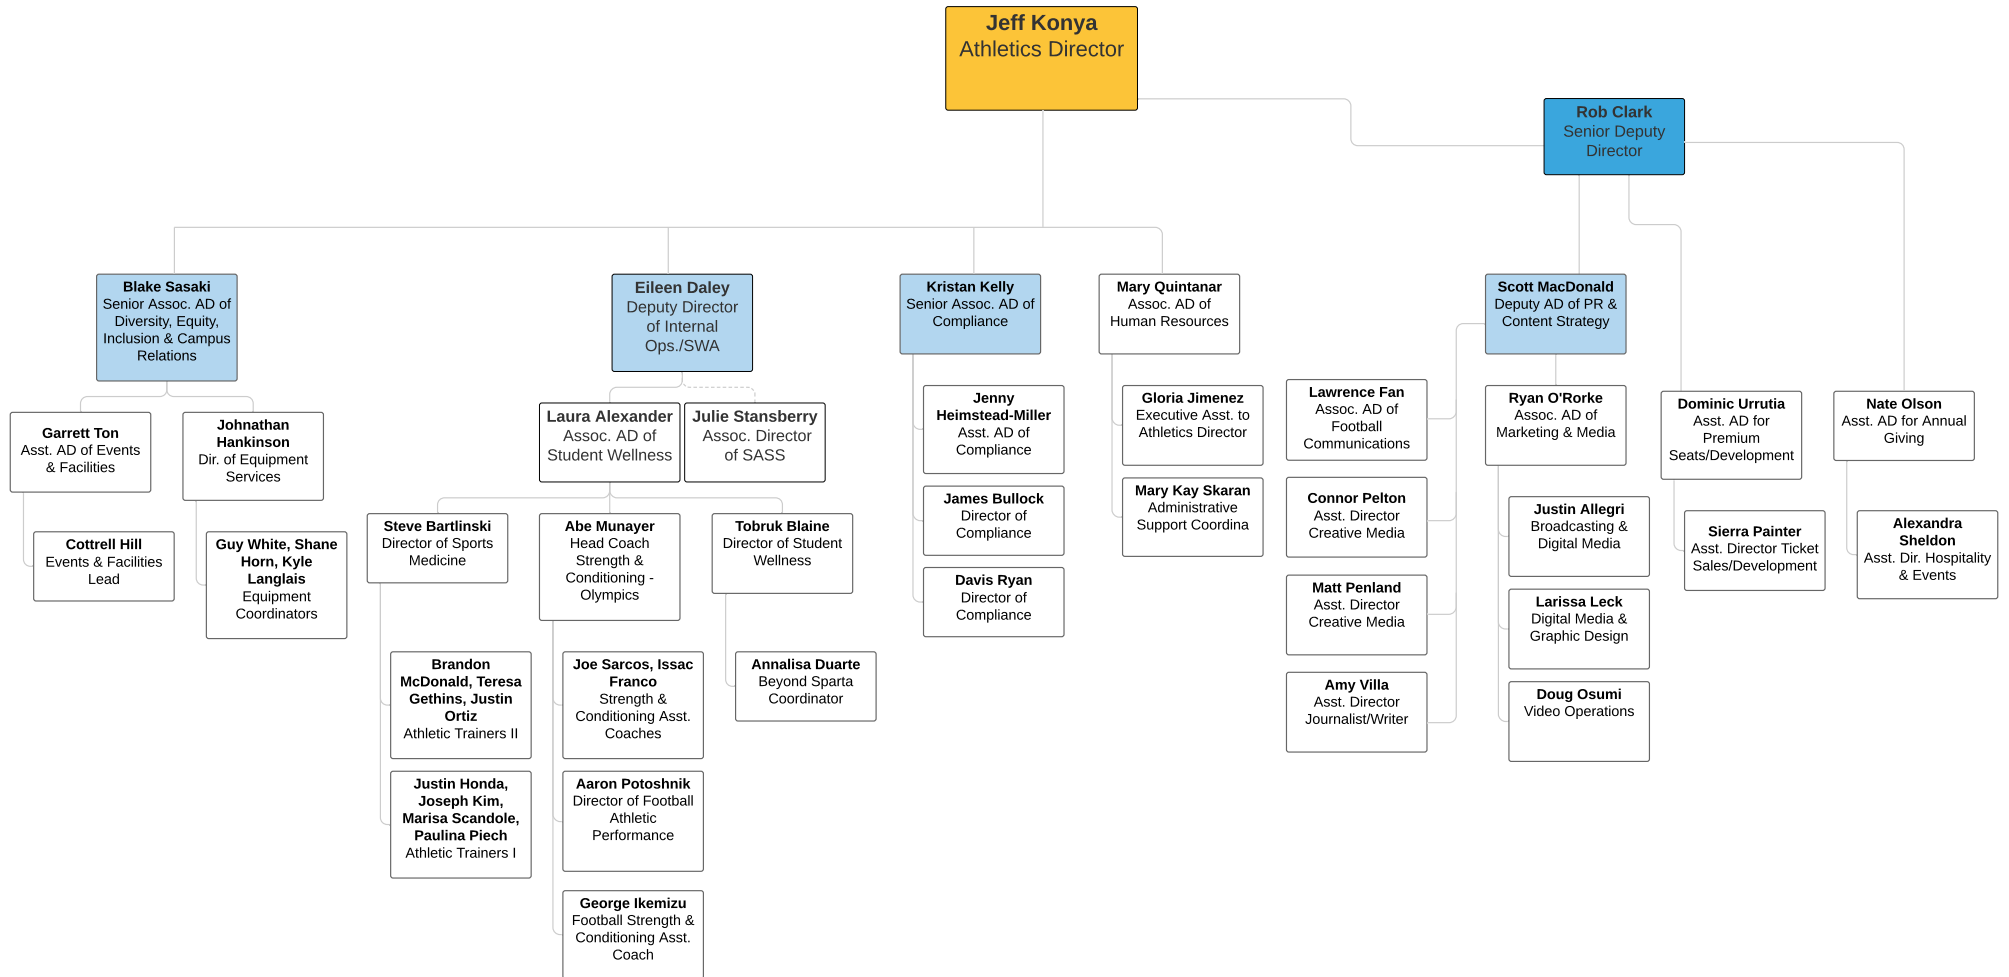 Jeff Konya
Athletics Director
Rob Clark
Senior Deputy
Director
Blake Sasaki
Senior Assoc. AD of
Diversity, Equity,
Inclusion & Campus
Relations
Eileen Daley
Deputy Director
of Internal
Ops./SWA
Kristan Kelly
Senior Assoc. AD of
Compliance
Mary Quintanar
Assoc. AD of
Human Resources
Scott MacDonald
Deputy AD of PR &
Content Strategy
Garrett Ton
Asst. AD of Events
& Facilities
Johnathan
Hankinson
Dir. of Equipment
Services
Cottrell Hill
Events & Facilities
Lead
Guy White, Shane
Horn, Kyle
Langlais
Equipment
Coordinators
Laura Alexander
Assoc. AD of
Student Wellness
Julie Stansberry
Assoc. Director
of SASS
Steve Bartlinski
Director of Sports
Medicine
Abe Munayer
Head Coach
Strength &
Conditioning -
Olympics
Tobruk Blaine
Director of Student
Wellness
Brandon
McDonald, Teresa
Gethins, Justin
Ortiz
Athletic Trainers II
Justin Honda,
Joseph Kim,
Marisa Scandole,
Paulina Piech
Athletic Trainers I
Joe Sarcos, Issac
Franco
Strength &
Conditioning Asst.
Coaches
Aaron Potoshnik
Director of Football
Athletic
Performance
George Ikemizu
Football Strength &
Conditioning Asst.
Coach
Annalisa Duarte
Beyond Sparta
Coordinator
Jenny
Heimstead-Miller
Asst. AD of
Compliance
James Bullock
Director of
Compliance
Davis Ryan
Director of
Compliance
Gloria Jimenez
Executive Asst. to
Athletics Director
Mary Kay Skaran
Administrative
Support Coordina
Lawrence Fan
Assoc. AD of
Football
Communications
Connor Pelton
Asst. Director
Creative Media
Matt Penland
Asst. Director
Creative Media
Amy Villa
Asst. Director
Journalist/Writer
Ryan O'Rorke
Assoc. AD of
Marketing & Media
Justin Allegri
Broadcasting &
Digital Media
Larissa Leck
Digital Media &
Graphic Design
Doug Osumi
Video Operations
Dominic Urrutia
Asst. AD for
Premium
Seats/Development
Sierra Painter
Asst. Director Ticket
Sales/Development
Nate Olson
Asst. AD for Annual
Giving
Alexandra
Sheldon
Asst. Dir. Hospitality
& Events